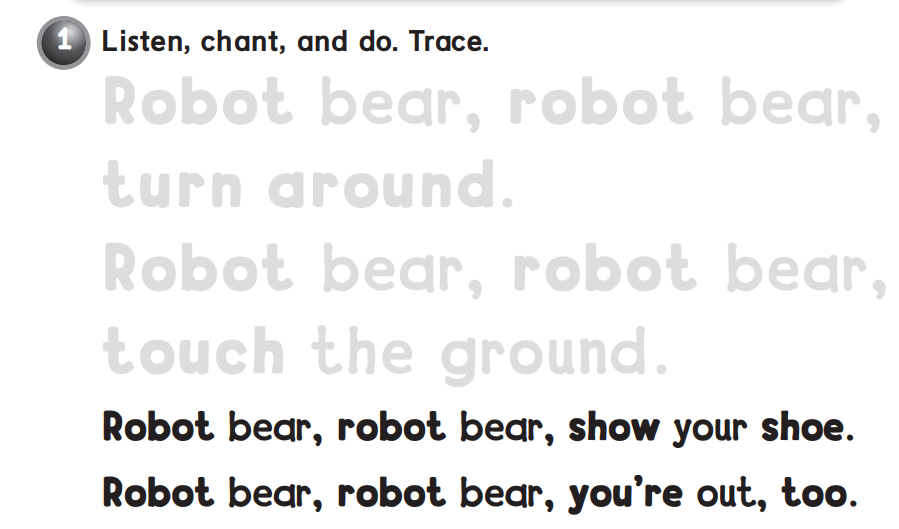 1 Listen, chant, and do. Trace.
Robot bear, robot bear,
turn around.
Robot bear, robot bear,
touch the ground.
Robot bear, robot bear, show your shoe.
Robot bear, robot bear, you're out, too.